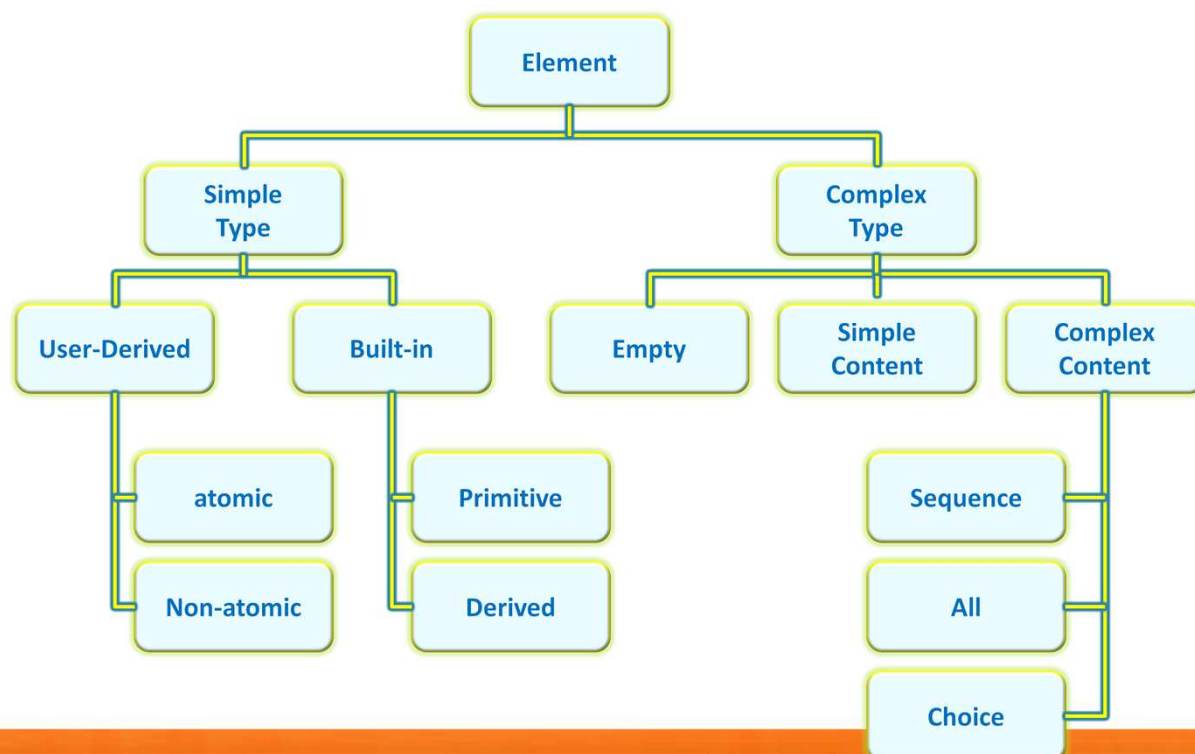 Element
Simple
Type
Complex
Type
User-Derived
Built-in
Empty
Simple
Content
Complex
Content
atomic
Primitive
Sequence
Non-atomic
Derived
All
Choice